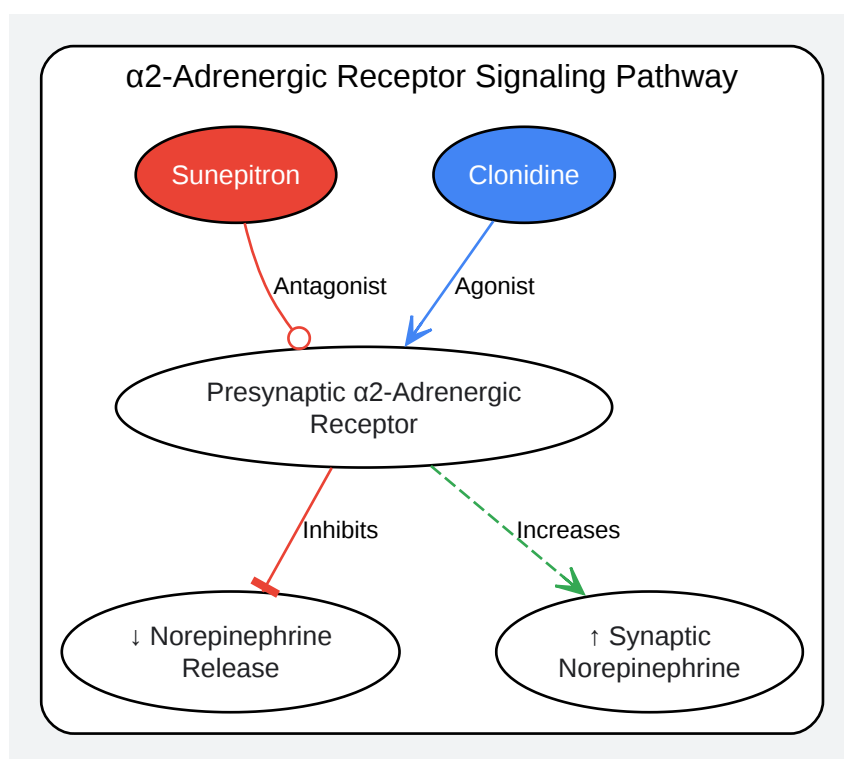 α2-Adrenergic Receptor Signaling Pathway
Sunepitron
Clonidine
Antagonist
Agonist
Presynaptic α2-Adrenergic
Receptor
Inhibits
Increases
↓ Norepinephrine
Release
↑ Synaptic
Norepinephrine